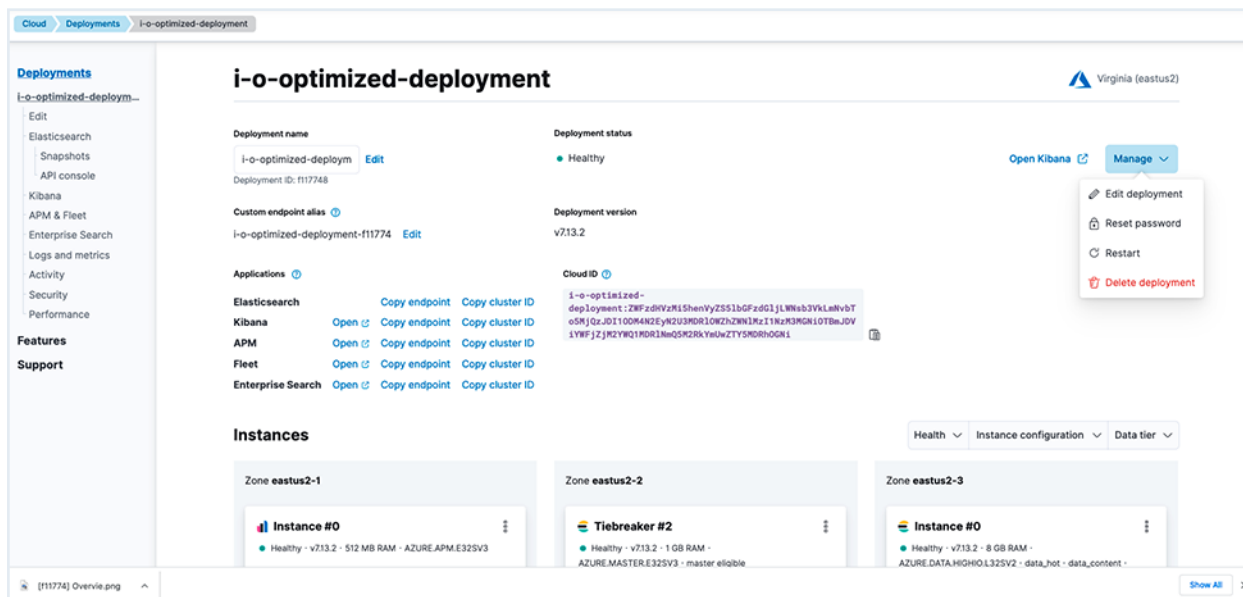 Cloud Deployments i-o-optimized-deployment
Deployments
i-o-optimized-deploym...
Edit
Elasticsearch
Snapshots
API console
Kibana
APM & Fleet
Enterprise Search
Logs and metrics
Activity
Security
Performance
Features
Support
i-o-optimized-deployment
Virginia (eastus2)
Deployment name
i-o-optimized-deploym Edit
Deployment ID: f117748
Deployment status
Healthy
Open Kibana Manage
Edit deployment
Reset password
Restart
Delete deployment
Custom endpoint alias
i-o-optimized-deployment-f11774 Edit
Deployment version
v7.13.2
Applications
Elasticsearch Copy endpoint Copy cluster ID
Kibana Open Copy endpoint Copy cluster ID
APM Open Copy endpoint Copy cluster ID
Fleet Open Copy endpoint Copy cluster ID
Enterprise Search Open Copy endpoint Copy cluster ID
Cloud ID
i-o-optimized-
Instances
Health Instance configuration Data tier
Zone eastus2-1
Instance #0
Healthy · v7.13.2 · 512 MB RAM · AZURE.APM.E32SV3
Zone eastus2-2
Tiebreaker #2
Healthy · v7.13.2 · 1 GB RAM ·
AZURE.MASTER.E32SV3 · master eligible
Zone eastus2-3
Instance #0
Healthy · v7.13.2 · 8 GB RAM ·
AZURE.DATA.HIGHIO.L32SV2 · data_hot · data_content ·
[f11774] Overvie.png
Show All